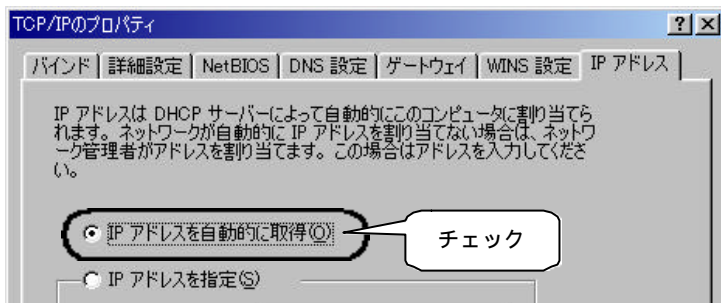 TCP/IPのプロパティ
バインド 詳細設定 NetBIOS DNS 設定 ゲートウェイ WINS 設定 IP アドレス
IP アドレスは DHCP サーバーによって自動的にこのコンピュータに割り当てら
れます。ネットワークが自動的に IP アドレスを割り当てない場合は、ネットワ
ーク管理者がアドレスを割り当てます。この場合はアドレスを入力してくださ
い。
IP アドレスを自動的に取得(O)
チェック
IP アドレスを指定(S)